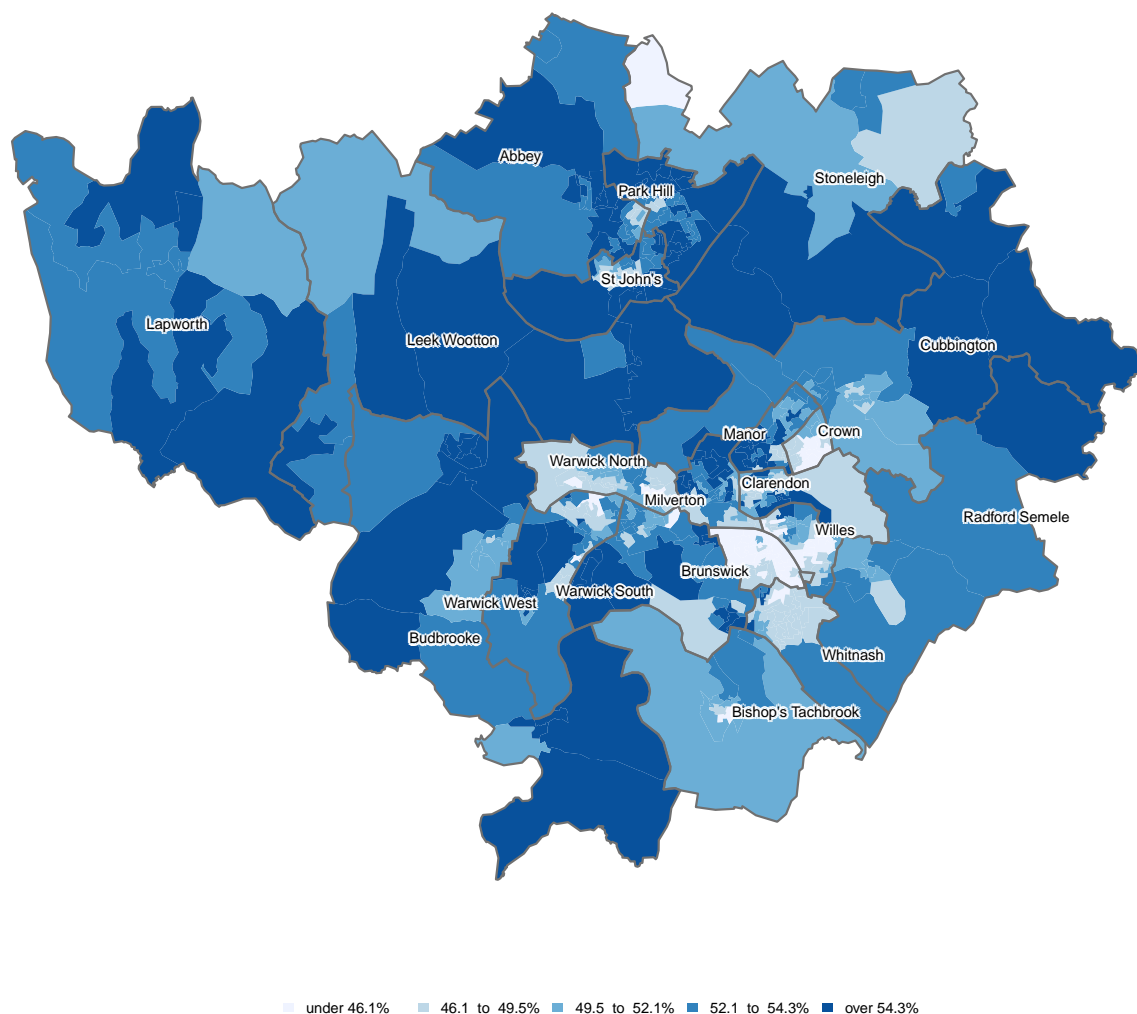 Abbey
Stoneleigh
Park Hill
St John's
Lapworth
Leek Wootton
Cubbington
Manor
Crown
Warwick North
Clarendon
Milverton
Radford Semele
Willes
Brunswick
Warwick South
Warwick West
Budbrooke
Whitnash
Bishop's Tachbrook
under 46.1% 46.1 to 49.5% 49.5 to 52.1% 52.1 to 54.3% over 54.3%